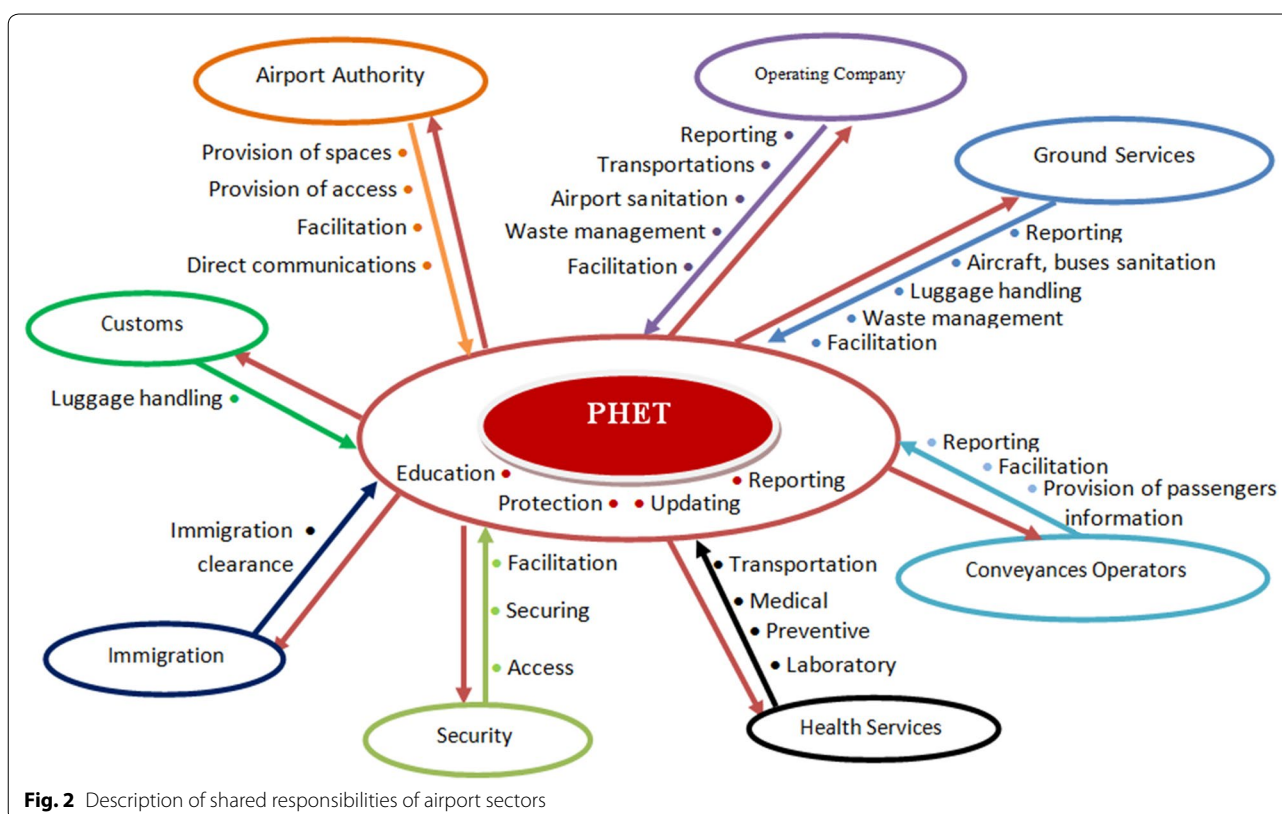 Airport Authority
Provision of spaces •
Provision of access •
Facilitation •
Direct communications •
Operating Company
Reporting •
Transportations •
Airport sanitation •
Waste management •
Facilitation •
Ground Services
• Reporting
• Aircraft, buses sanitation
• Luggage handling
• Waste management
• Facilitation
Customs
Luggage handling •
PHET
Education •
Protection •
• Updating
• Reporting
• Reporting
• Facilitation
• Provision of passengers
information
Conveyances Operators
Immigration •
clearance
Immigration
• Facilitation
• Securing
• Access
Security
• Transportation
• Medical
• Preventive
• Laboratory
Health Services
Fig. 2 Description of shared responsibilities of airport sectors